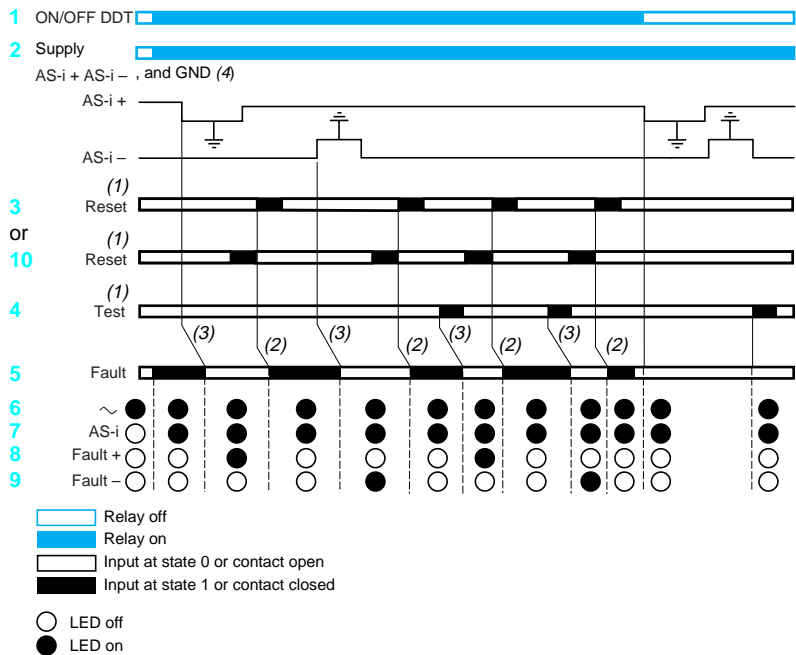 1 ON/OFF DDT
2 Supply
AS-i + AS-i – , and GND (4)
AS-i +
AS-i –
(1)
3 Reset
or
(1)
10 Reset
(1)
4 Test
(3) (2) (3) (2) (3) (2) (3) (2)
5 Fault
6 ~
7 AS-i
8 Fault +
9 Fault –
Relay off
Relay on
Input at state 0 or contact open
Input at state 1 or contact closed
LED off
LED on